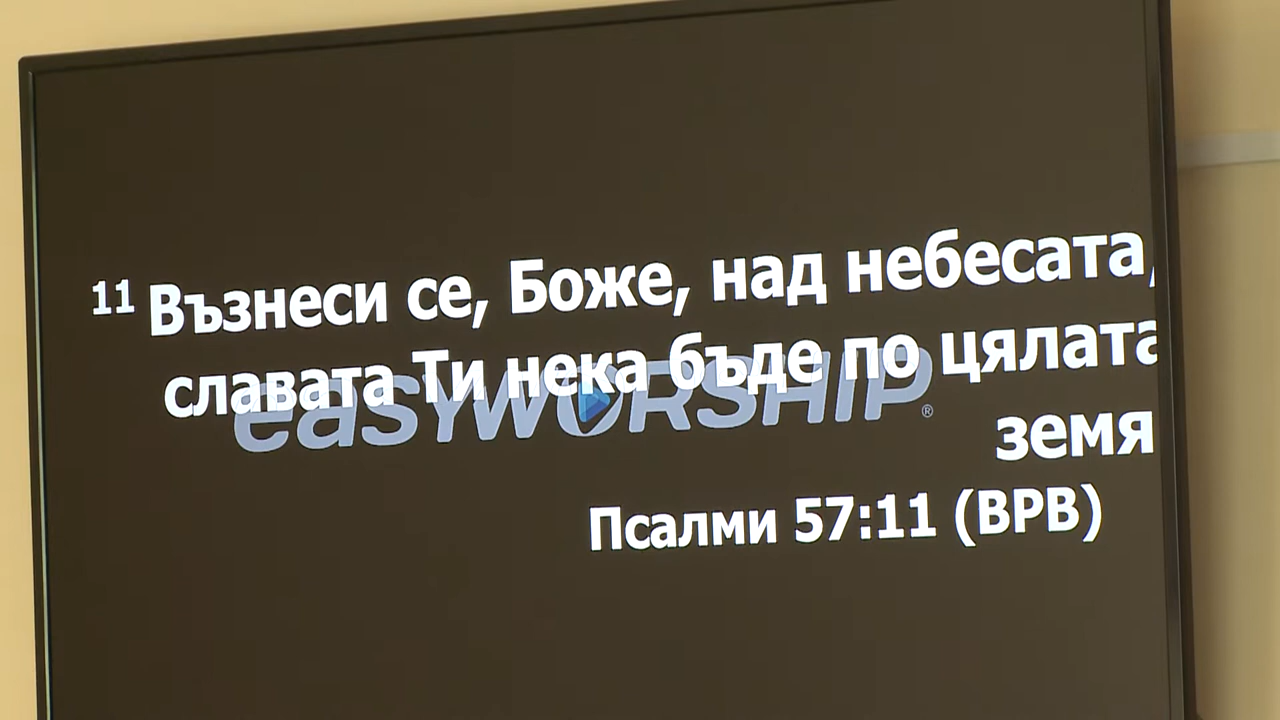 11 Възнеси се, Боже, над небесата,
славата Ти нека бъде по цялата
земя
easyWORSHIP®
Псалми 57:11 (ВРВ)